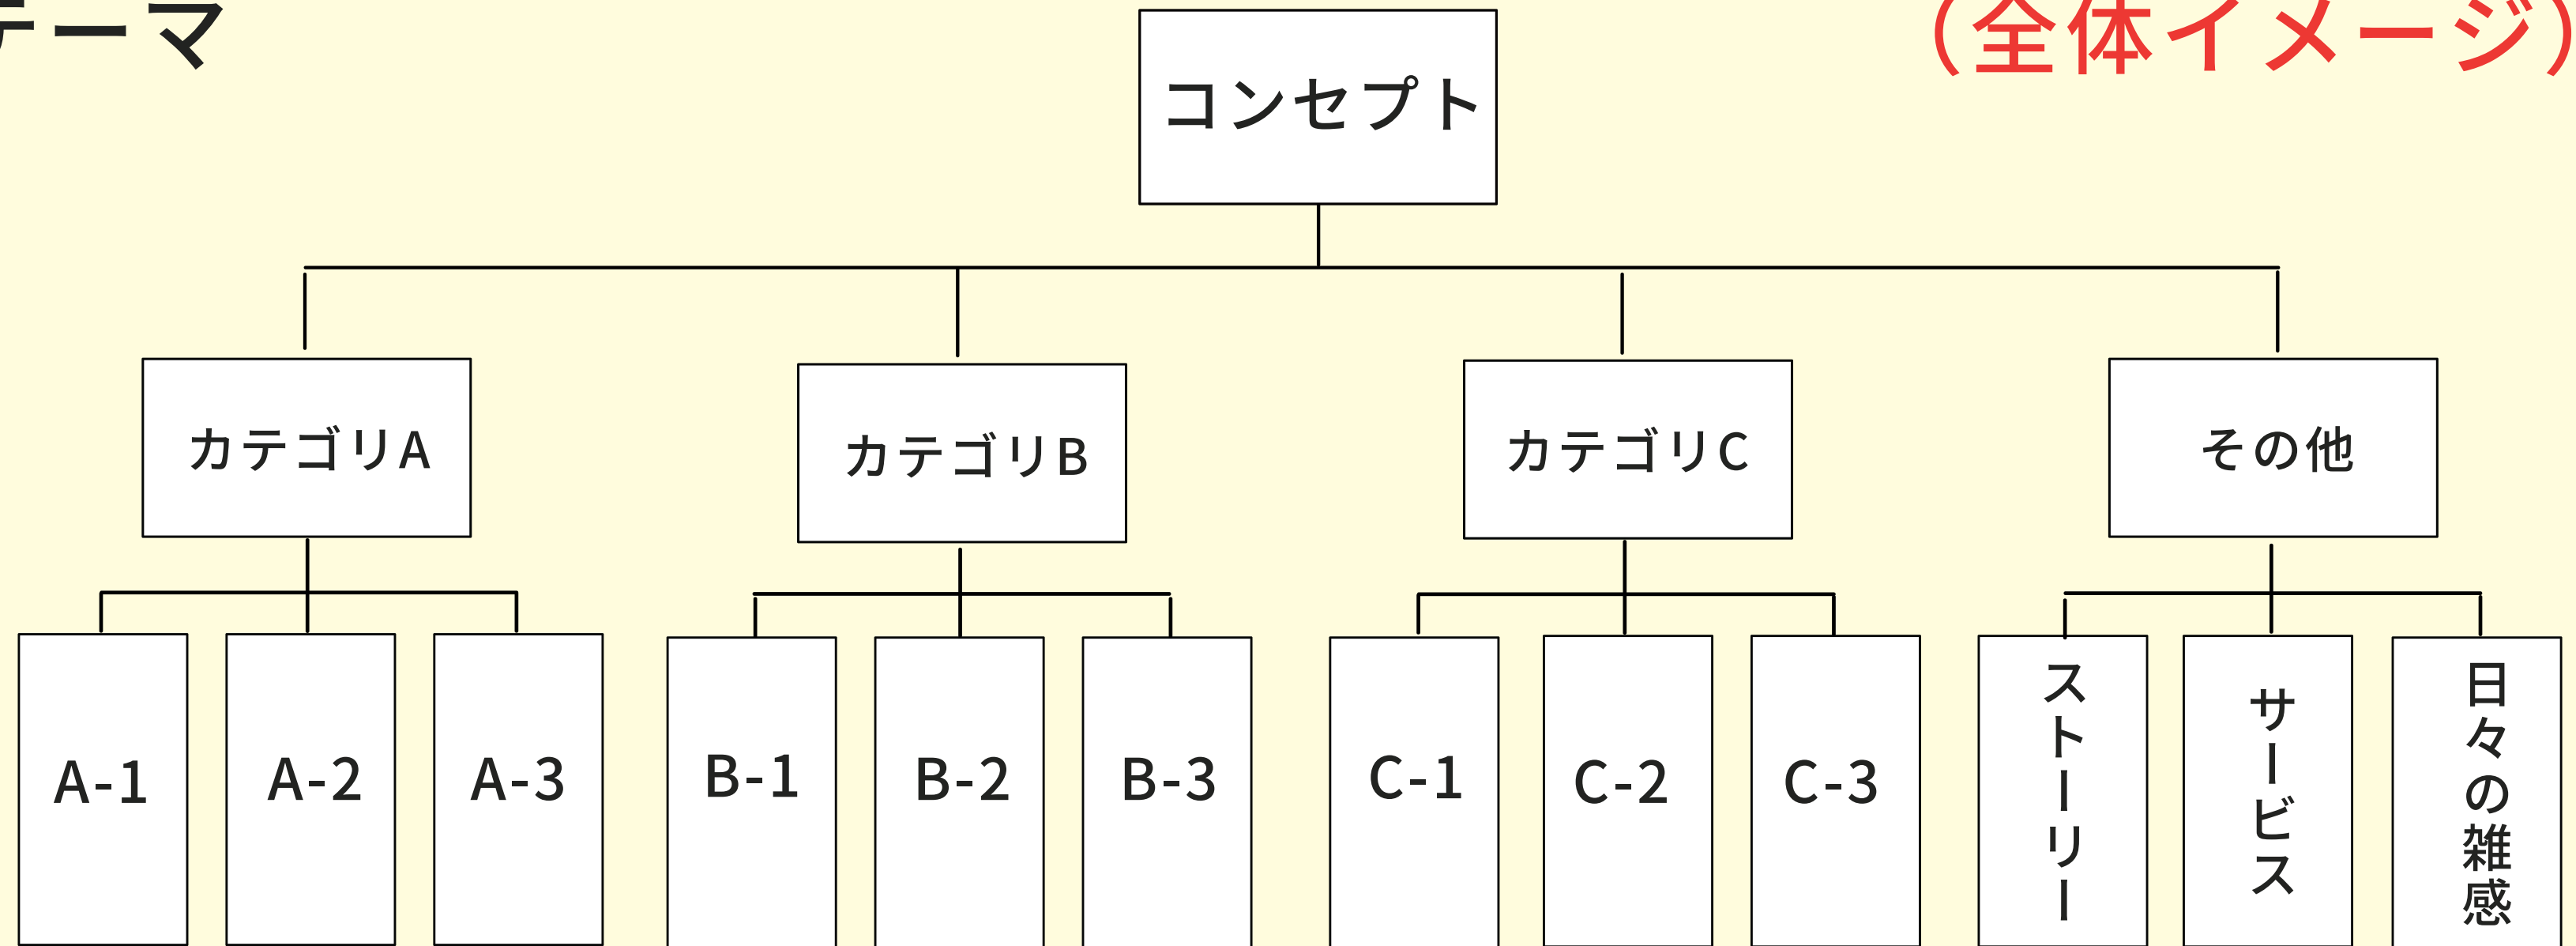 テーマ
（全体イメージ）
コンセプト
カテゴリA
カテゴリB
カテゴリC
その他
A-1
A-2
A-3
B-1
B-2
B-3
C-1
C-2
C-3
ストーリー
サービス
日々の雑感